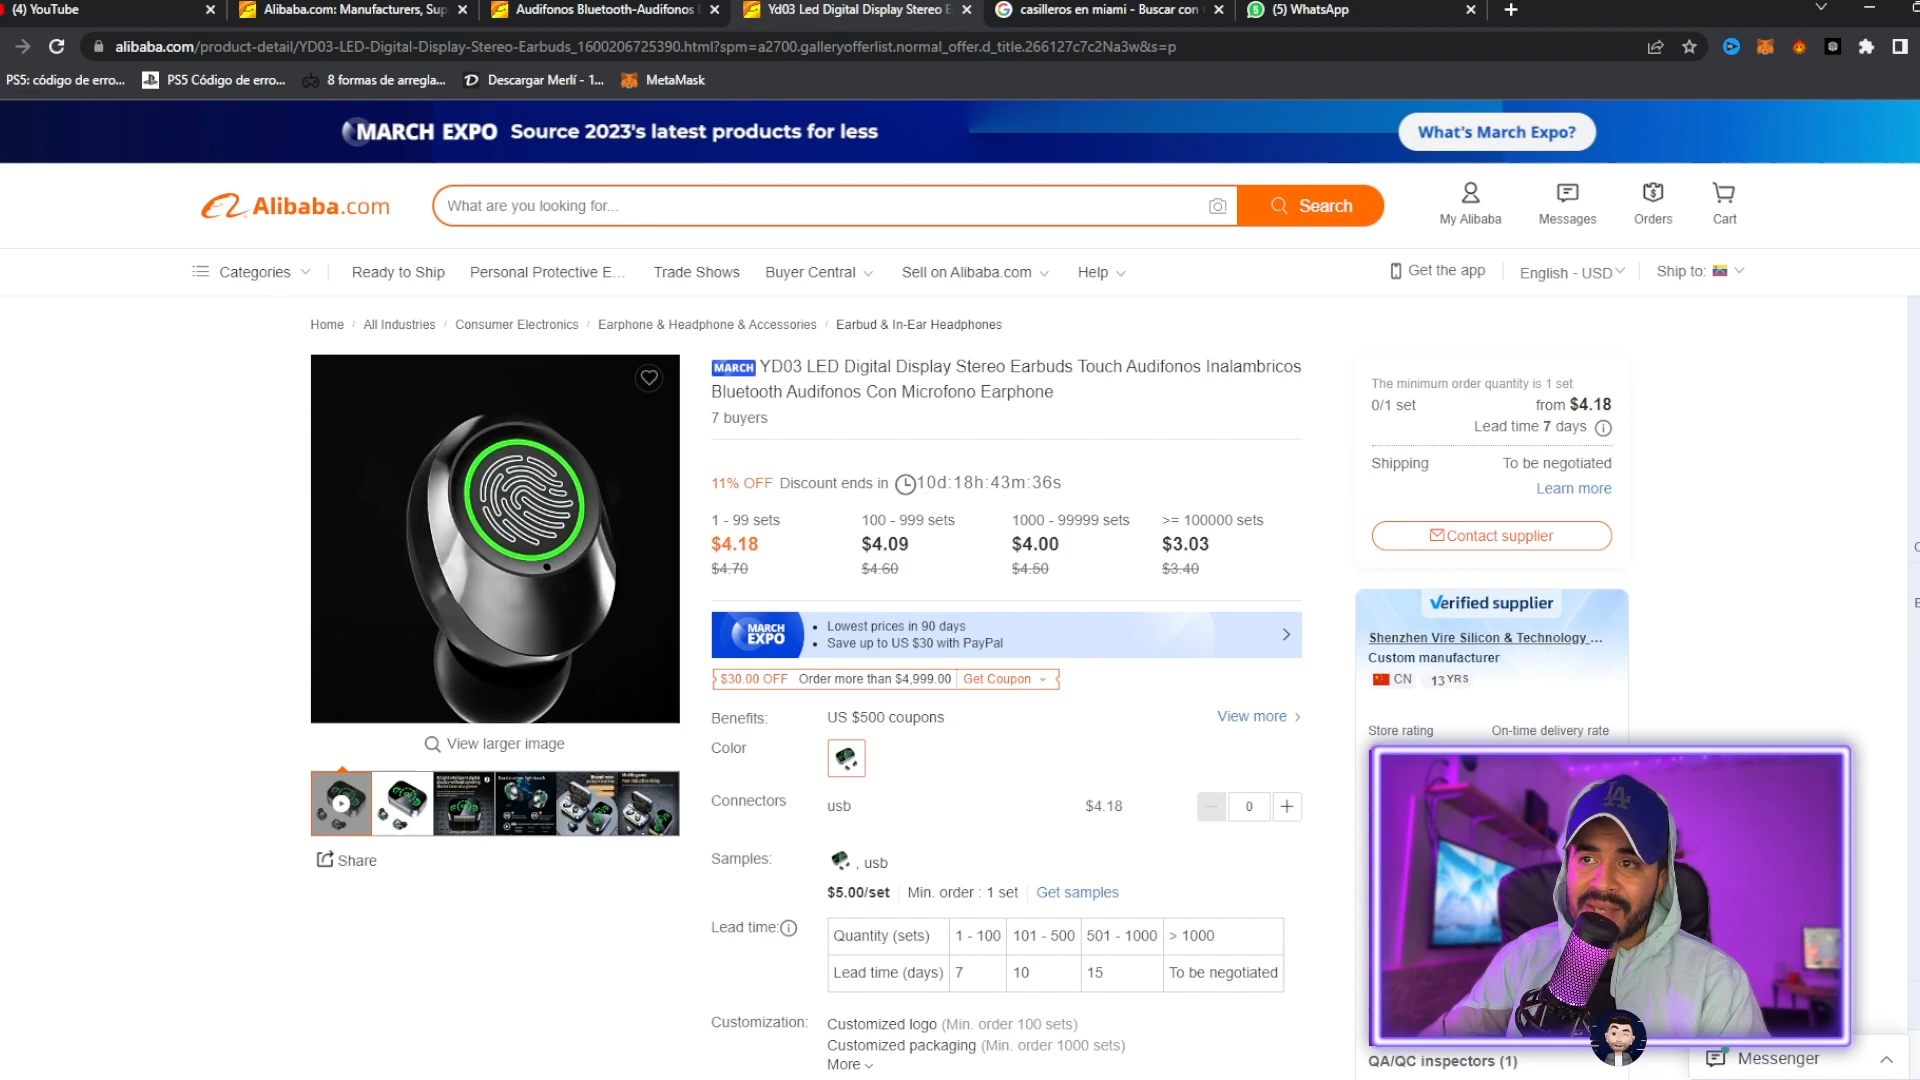 (4) YouTube
Alibaba.com: Manufacturers, Sup
Audifonos Bluetooth-Audifonos
Yd03 Led Digital Display Stereo E
casilleros en miami - Buscar con
(5) WhatsApp
alibaba.com/product-detail/YD03-LED-Digital-Display-Stereo-Earbuds_1600206725390.html?spm=a2700.galleryofferlist.normal_offer.d_title.266127c7c2Na3w&s=p
PS5: código de erro...
PS5 Código de erro...
8 formas de arregla...
Descargar Merlí - 1...
MetaMask
MARCH EXPO Source 2023's latest products for less
What's March Expo?
Alibaba.com
What are you looking for...
Search
My Alibaba
Messages
Orders
Cart
Categories
Ready to Ship
Personal Protective E...
Trade Shows
Buyer Central
Sell on Alibaba.com
Help
Get the app
English - USD
Ship to:
Home / All Industries / Consumer Electronics / Earphone & Headphone & Accessories / Earbud & In-Ear Headphones
MARCH YD03 LED Digital Display Stereo Earbuds Touch Audifonos Inalambricos
Bluetooth Audifonos Con Microfono Earphone
7 buyers
11% OFF Discount ends in 10d:18h:43m:36s
1 - 99 sets 100 - 999 sets 1000 - 99999 sets >= 100000 sets
$4.18 $4.09 $4.00 $3.03
$4.70 $4.60 $4.50 $3.40
MARCH EXPO
• Lowest prices in 90 days
• Save up to US $30 with PayPal
$30.00 OFF Order more than $4,999.00 Get Coupon
Benefits: US $500 coupons View more >
Color
Connectors usb $4.18 0 +
Samples: , usb
$5.00/set Min. order : 1 set Get samples
Lead time:
Quantity (sets) 1 - 100 101 - 500 501 - 1000 > 1000
Lead time (days) 7 10 15 To be negotiated
Customization: Customized logo (Min. order 100 sets)
Customized packaging (Min. order 1000 sets)
More
View larger image
Share
The minimum order quantity is 1 set
0/1 set from $4.18
Lead time 7 days
Shipping To be negotiated
Learn more
Contact supplier
Verified supplier
Shenzhen Vire Silicon & Technology ...
Custom manufacturer
CN 13 YRS
Store rating On-time delivery rate
LA
QA/QC inspectors (1)
Messenger